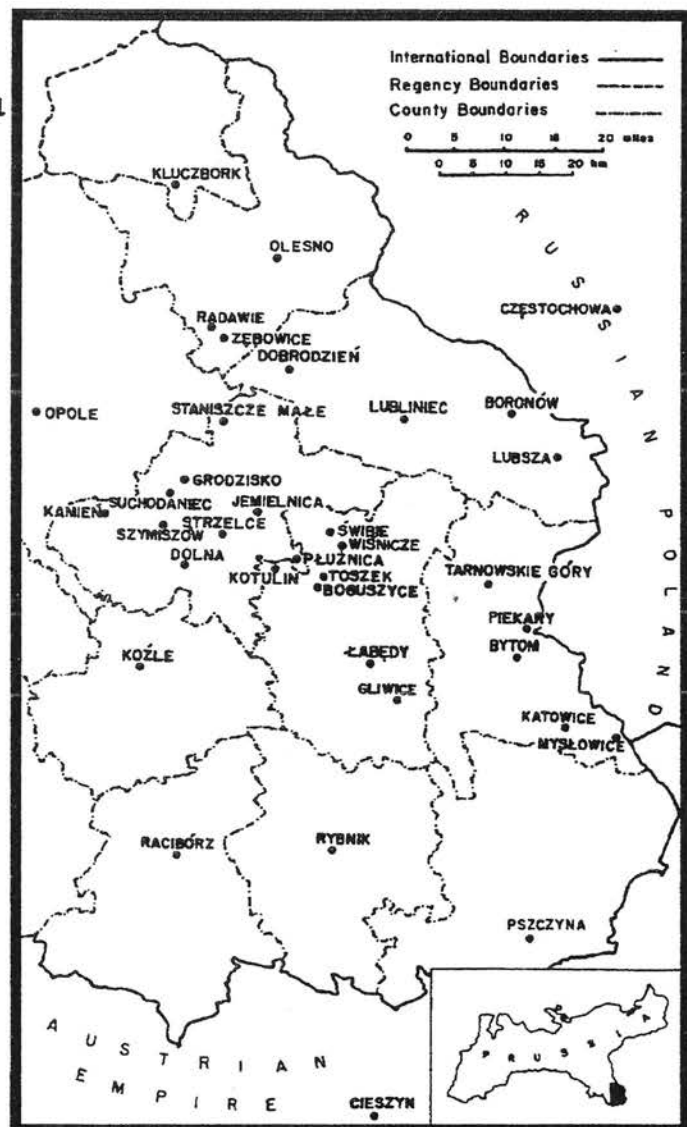 International Boundaries
Regency Boundaries
County Boundaries
0 5 10 20 miles
0 5 10 15 20 km
KLUCZBORK
OLESNO
RUSSIAN POLAND
CZĘSTOCHOWA
RADAWIE
ZĘBOWICE
DOBRODZIEŃ
OPOLE
STANISZCZE MAŁE
LUBLINIEC
BORONÓW
LUBSZA
GRODZISKO
SUCHODANIEC
JEMIELNICA
KAMIEŃ
STRZELCE
SZYMISZÓW
ŚWIBIE
WIŚNICZE
DOLNA
PŁUŻNICA
KOTULIN
TOSZEK
TARNOWSKIE GÓRY
BOGUSZYCE
PIEKARY
BYTOM
KOŹLE
ŁABĘDY
GLIWICE
KATOWICE
MYSŁOWICE
RACIBÓRZ
RYBNIK
PSZCZYNA
PRUSSIA
AUSTRIAN
EMPIRE
CIESZYN